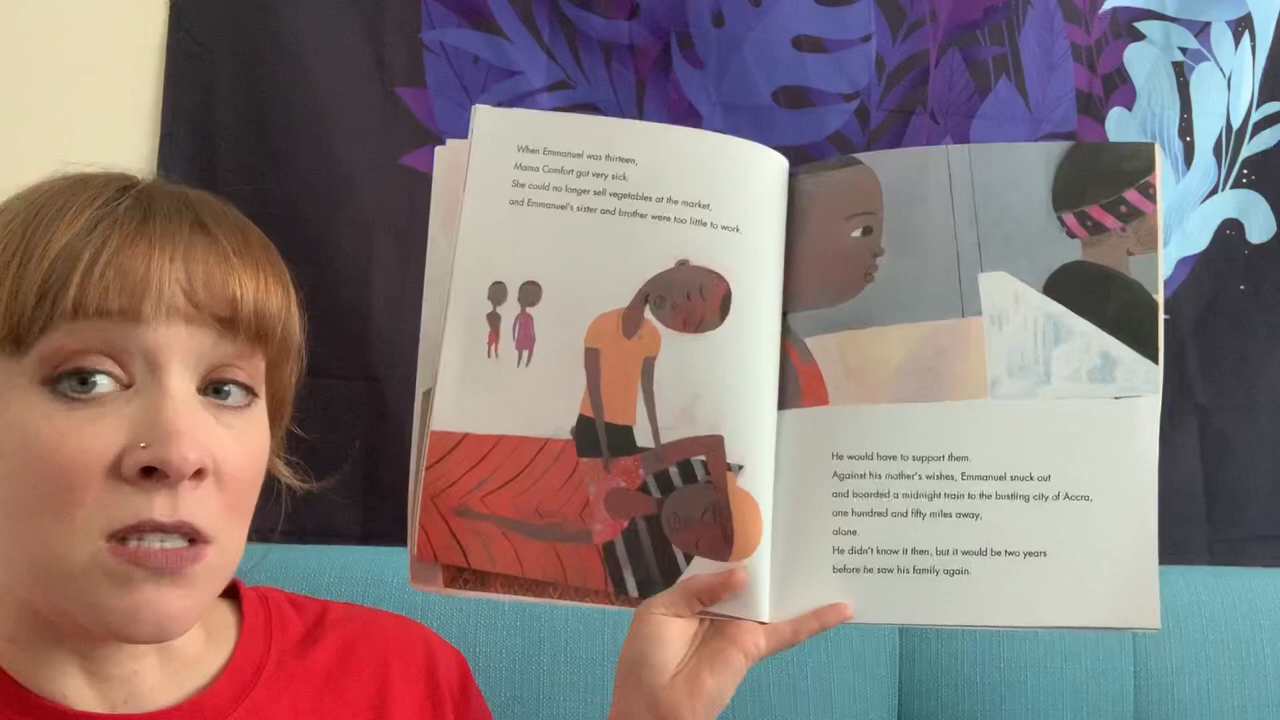 When Emmanuel was thirteen,
Mama Comfort got very sick.
She could no longer sell vegetables at the market,
and Emmanuel's sister and brother were too little to work.
He would have to support them.
Against his mother's wishes, Emmanuel snuck out
and boarded a midnight train to the bustling city of Accra,
one hundred and fifty miles away,
alone.
He didn't know it then, but it would be two years
before he saw his family again.